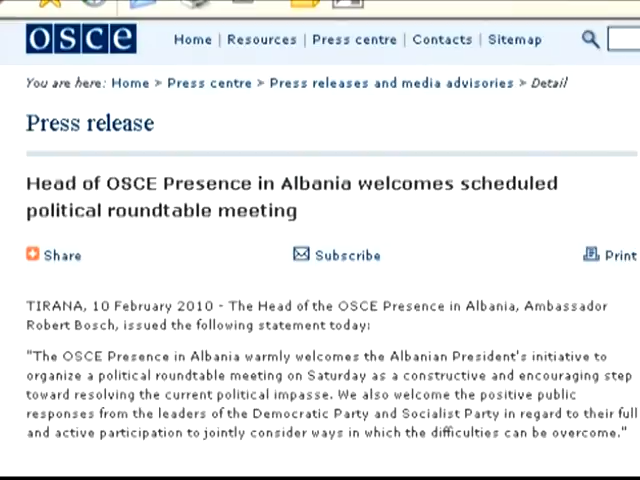 osce
Home | Resources | Press centre | Contacts | Sitemap
You are here: Home > Press centre > Press releases and media advisories > Detail
Press release
Head of OSCE Presence in Albania welcomes scheduled
political roundtable meeting
Share Subscribe Print
TIRANA, 10 February 2010 - The Head of the OSCE Presence in Albania, Ambassador
Robert Bosch, issued the following statement today:
"The OSCE Presence in Albania warmly welcomes the Albanian President's initiative to
organize a political roundtable meeting on Saturday as a constructive and encouraging step
toward resolving the current political impasse. We also welcome the positive public
responses from the leaders of the Democratic Party and Socialist Party in regard to their full
and active participation to jointly consider ways in which the difficulties can be overcome."